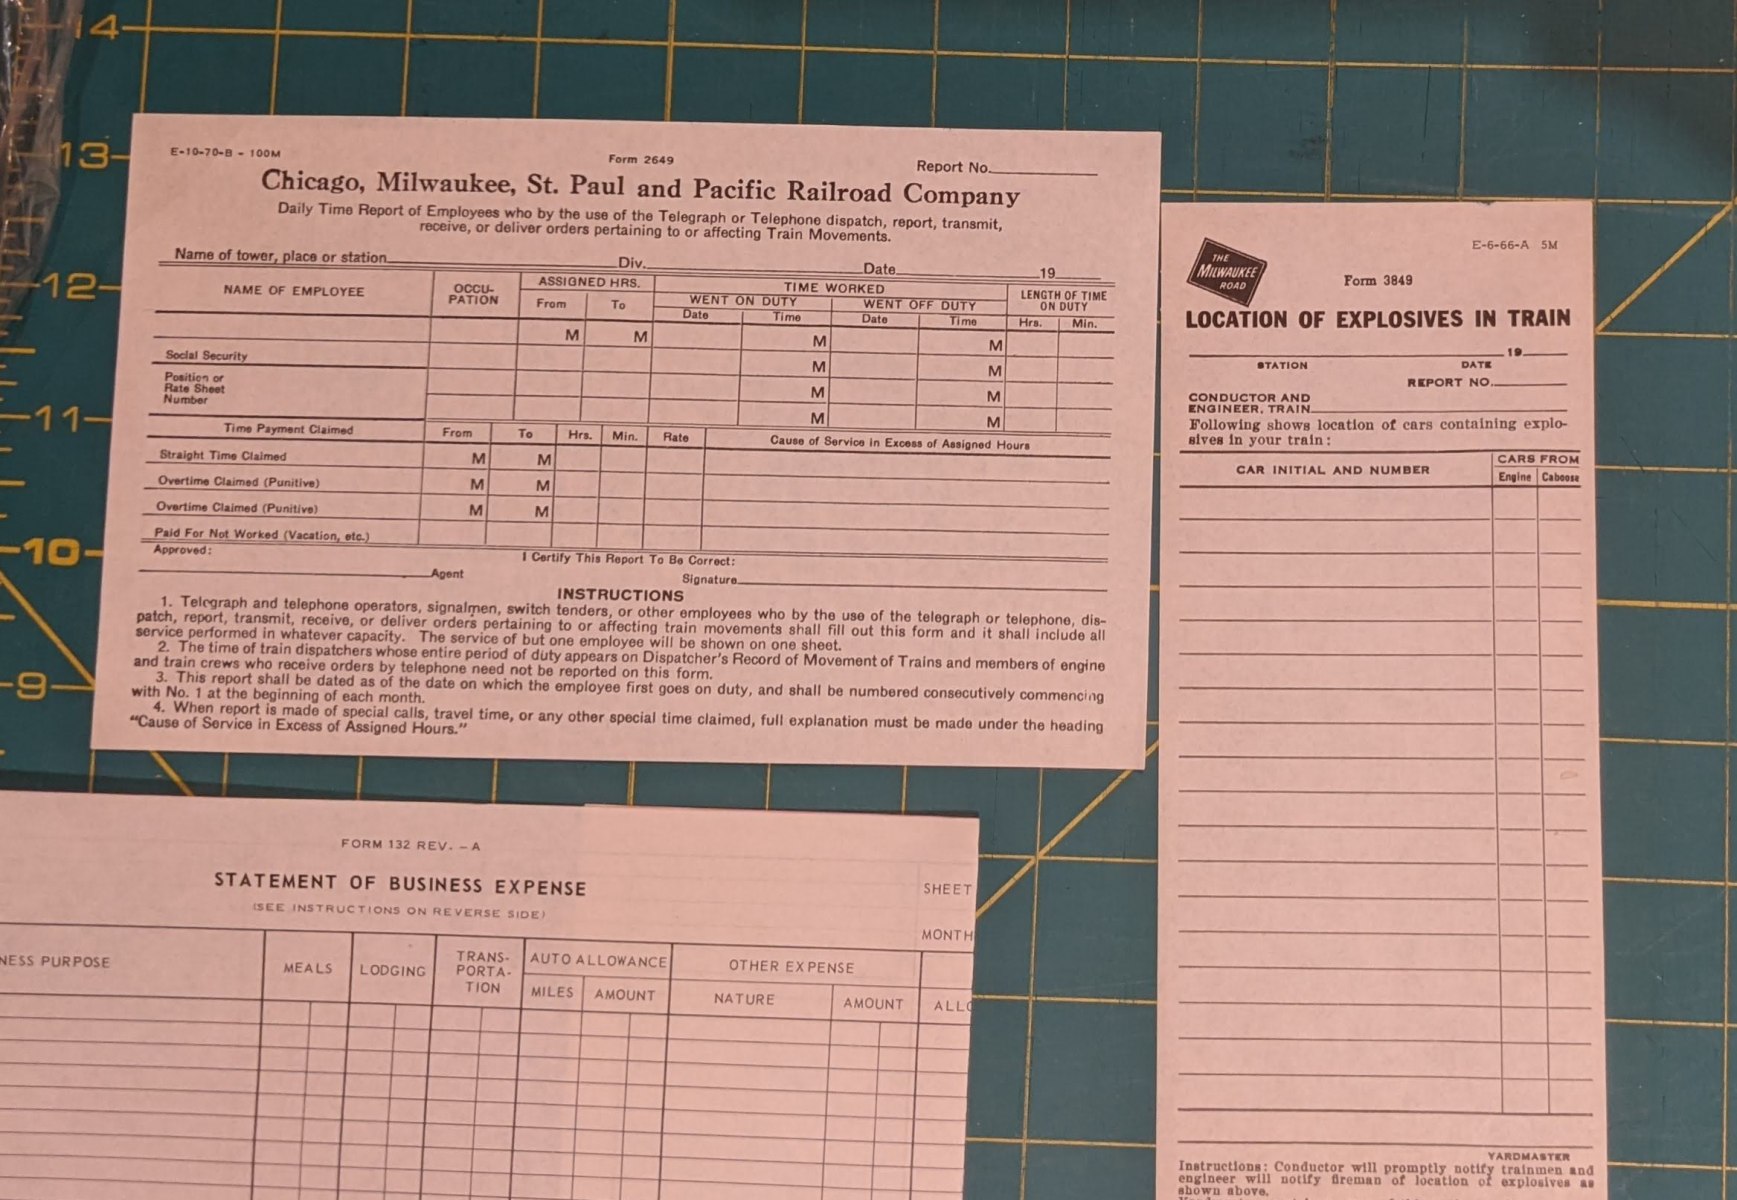 14
13
12
11
10
9
E-10-70-B - 100M
Form 2649
Report No.
Chicago, Milwaukee, St. Paul and Pacific Railroad Company
Daily Time Report of Employees who by the use of the Telegraph or Telephone dispatch, report, transmit,
receive, or deliver orders pertaining to or affecting Train Movements.
Name of tower, place or station Div. Date 19
NAME OF EMPLOYEE
OCCU-
PATION
ASSIGNED HRS.
From To
TIME WORKED
WENT ON DUTY WENT OFF DUTY
Date Time Date Time
LENGTH OF TIME
ON DUTY
Hrs. Min.
M M M M
Social Security M M
Position or
Rate Sheet
Number
M M
M M
Time Payment Claimed From To Hrs. Min. Rate Cause of Service in Excess of Assigned Hours
Straight Time Claimed M M
Overtime Claimed (Punitive) M M
Overtime Claimed (Punitive) M M
Paid For Not Worked (Vacation, etc.)
Approved: I Certify This Report To Be Correct:
Agent Signature
INSTRUCTIONS
1. Telegraph and telephone operators, signalmen, switch tenders, or other employees who by the use of the telegraph or telephone, dis-
patch, report, transmit, receive, or deliver orders pertaining to or affecting train movements shall fill out this form and it shall include all
service performed in whatever capacity. The service of but one employee will be shown on one sheet.
2. The time of train dispatchers whose entire period of duty appears on Dispatcher's Record of Movement of Trains and members of engine
and train crews who receive orders by telephone need not be reported on this form.
3. This report shall be dated as of the date on which the employee first goes on duty, and shall be numbered consecutively commencing
with No. 1 at the beginning of each month.
4. When report is made of special calls, travel time, or any other special time claimed, full explanation must be made under the heading
"Cause of Service in Excess of Assigned Hours."
THE
MILWAUKEE
ROAD
E-6-66-A 5M
Form 3849
LOCATION OF EXPLOSIVES IN TRAIN
19
STATION DATE
REPORT NO.
CONDUCTOR AND
ENGINEER, TRAIN
Following shows location of cars containing explo-
sives in your train:
CAR INITIAL AND NUMBER
CARS FROM
Engine Caboose
YARDMASTER
Instructions: Conductor will promptly notify trainmen and
engineer will notify fireman of location of explosives as
shown above.
FORM 132 REV. - A
STATEMENT OF BUSINESS EXPENSE
(SEE INSTRUCTIONS ON REVERSE SIDE)
SHEET
MONTH
NESS PURPOSE
MEALS
LODGING
TRANS-
PORTA-
TION
AUTO ALLOWANCE
MILES AMOUNT
OTHER EXPENSE
NATURE AMOUNT
ALLO